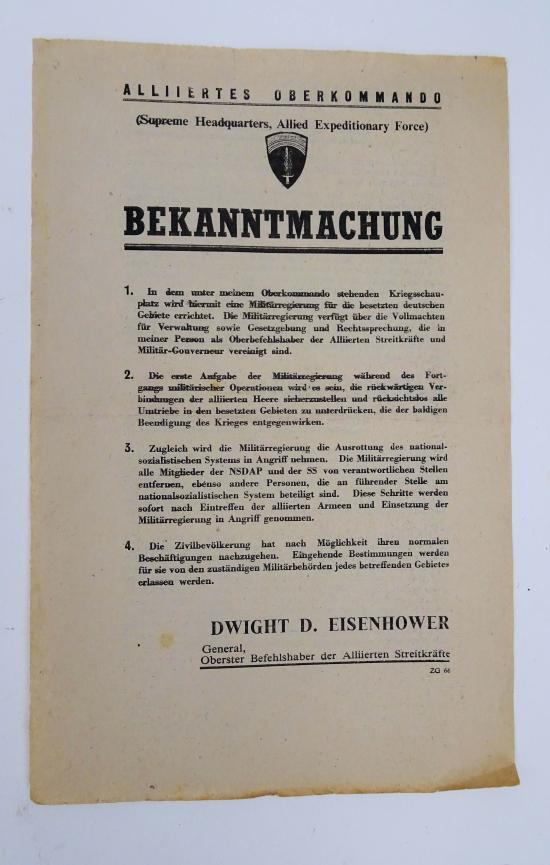 ALLIIERTES OBERKOMMANDO
(Supreme Headquarters, Allied Expeditionary Force)
BEKANNTMACHUNG
1. In dem unter meinem Oberkommando stehenden Kriegsschau-
platz wird hiermit eine Militärregierung für die besetzten deutschen
Gebiete errichtet. Die Militärregierung verfügt über die Vollmachten
für Verwaltung sowie Gesetzgebung und Rechtssprechung, die in
meiner Person als Oberbefehlshaber der Alliierten Streitkräfte und
Militär-Gouverneur vereinigt sind.
2. Die erste Aufgabe der Militärregierung während des Fort-
gangs militärischer Operationen wird es sein, die rückwärtigen Ver-
bindungen der alliierten Heere sicherzustellen und rücksichtslos alle
Umtriebe in den besetzten Gebieten zu unterdrücken, die der baldigen
Beendigung des Krieges entgegenwirken.
3. Zugleich wird die Militärregierung die Ausrottung des national-
sozialistischen Systems in Angriff nehmen. Die Militärregierung wird
alle Mitglieder der NSDAP und der SS von verantwortlichen Stellen
entfernen, ebenso andere Personen, die an führender Stelle am
nationalsozialistischen System beteiligt sind. Diese Schritte werden
sofort nach Eintreffen der alliierten Armeen und Einsetzung der
Militärregierung in Angriff genommen.
4. Die Zivilbevölkerung hat nach Möglichkeit ihren normalen
Beschäftigungen nachzugehen. Eingehende Bestimmungen werden
für sie von den zuständigen Militärbehörden jedes betreffenden Gebietes
erlassen werden.
DWIGHT D. EISENHOWER
General,
Oberster Befehlshaber der Alliierten Streitkräfte
ZG 66